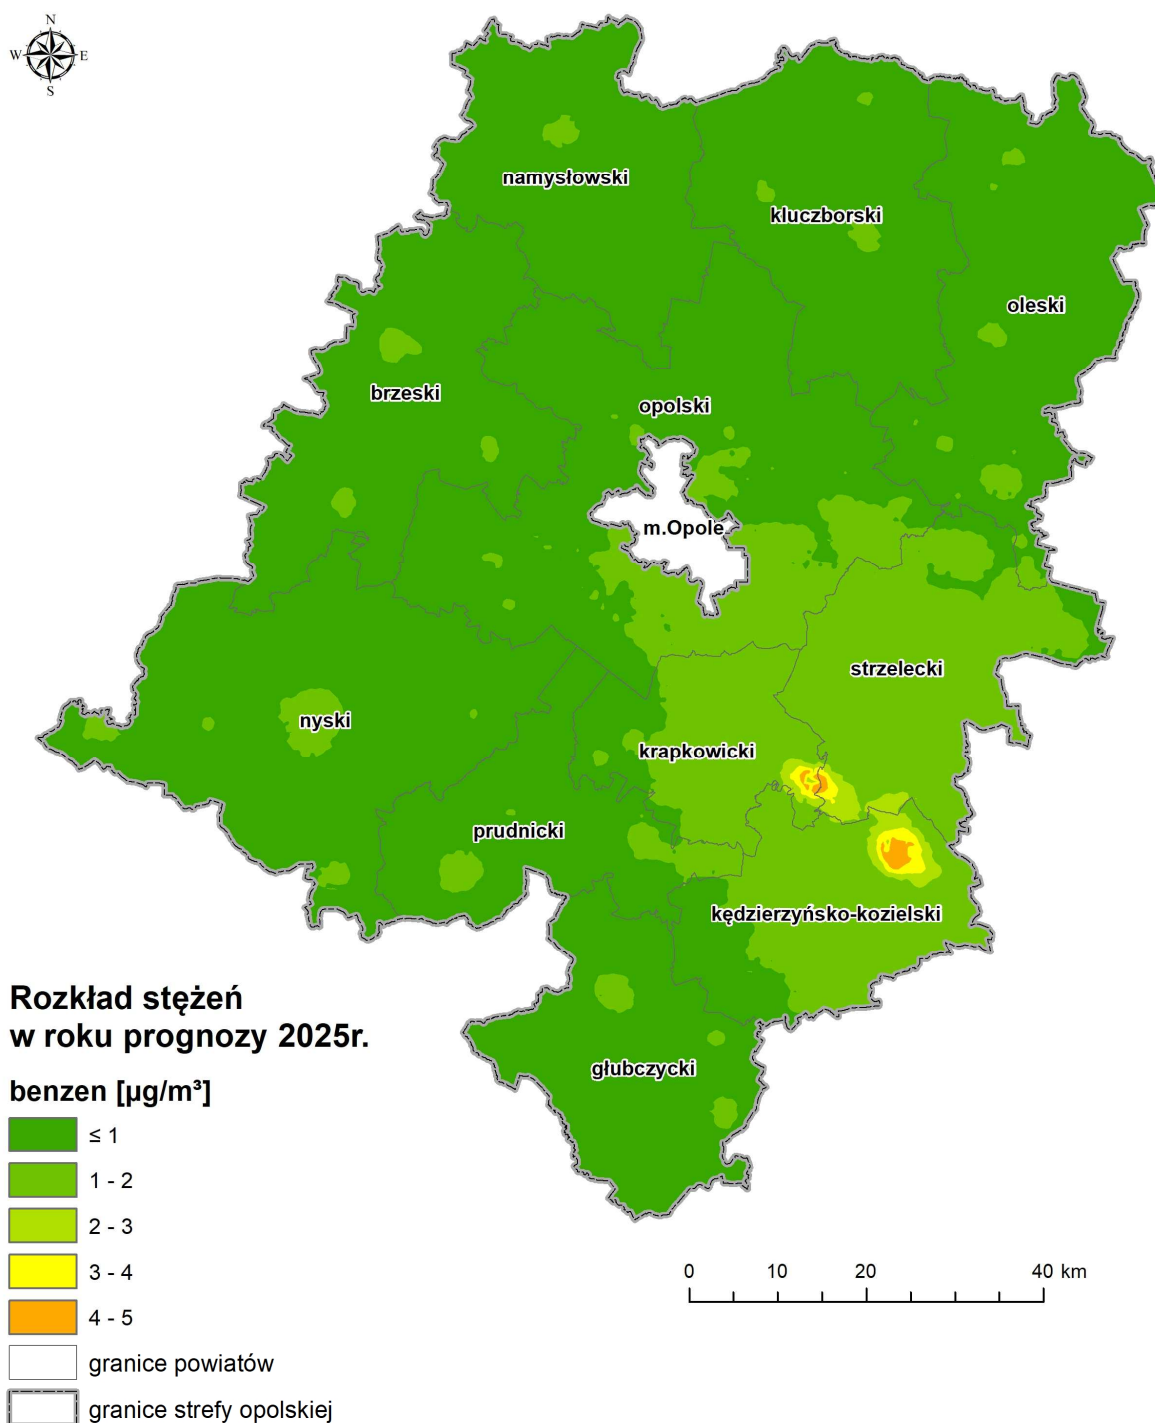 N
W E
S
namysłowski
kluczborski
oleski
brzeski
opolski
m.Opole
strzelecki
nyski
krapkowicki
prudnicki
kędzierzyńsko-kozielski
głubczycki
Rozkład stężeń
w roku prognozy 2025r.
benzen [µg/m³]
≤ 1
1 - 2
2 - 3
3 - 4
4 - 5
granice powiatów
granice strefy opolskiej
0 10 20 40 km